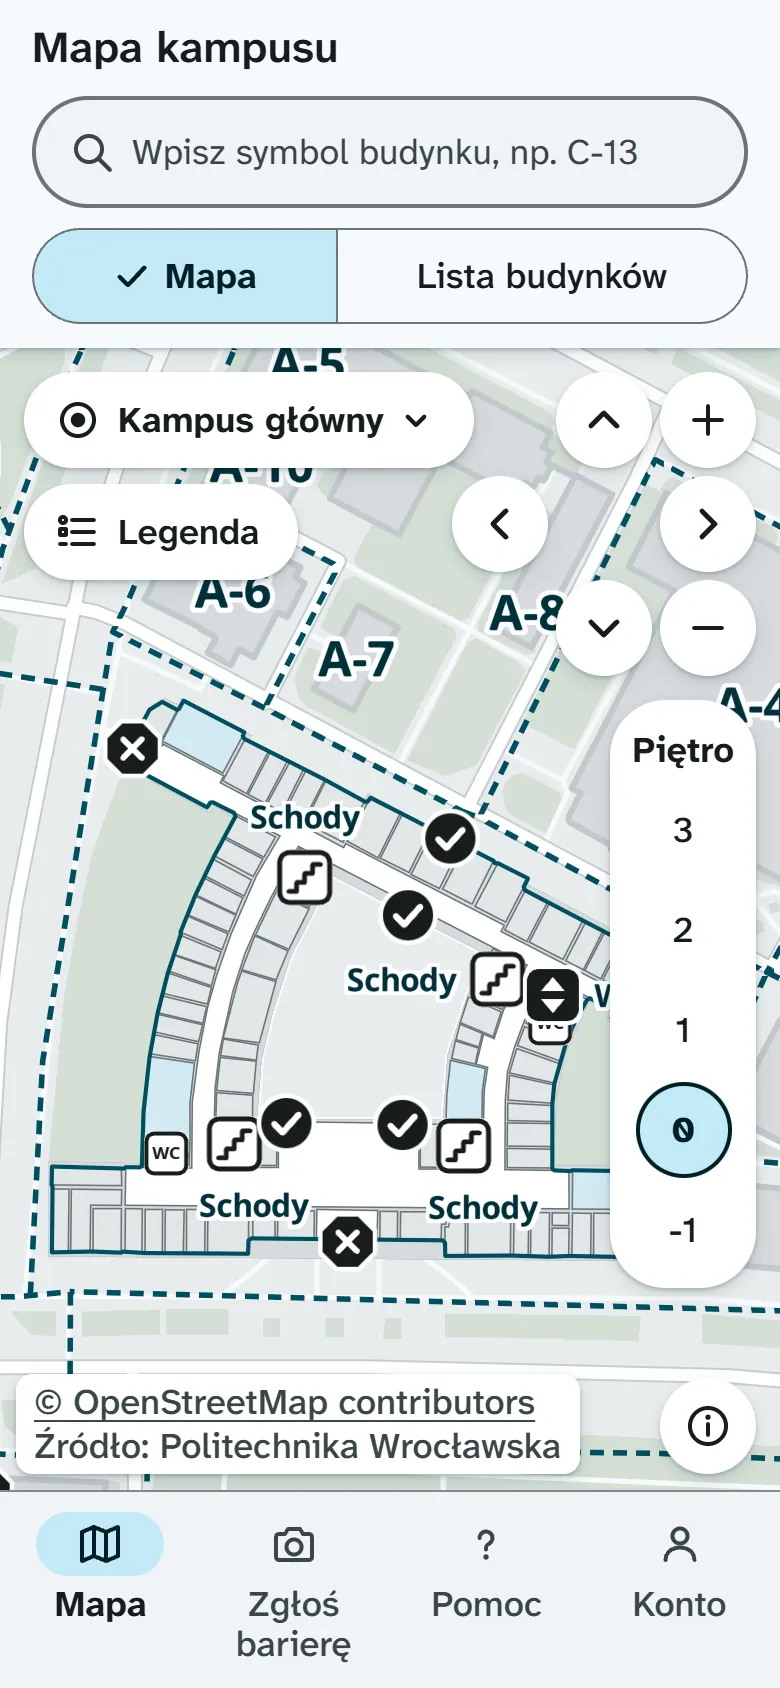 Mapa kampusu
Wpisz symbol budynku, np. C-13
Mapa
Lista budynków
A-5
Kampus główny
A-10
Legenda
A-6
A-8
A-7
A-4
Piętro
3
2
1
0
-1
Schody
Schody
WC
WC
Schody
Schody
© OpenStreetMap contributors
Źródło: Politechnika Wrocławska
Mapa
Zgłoś
barierę
Pomoc
Konto